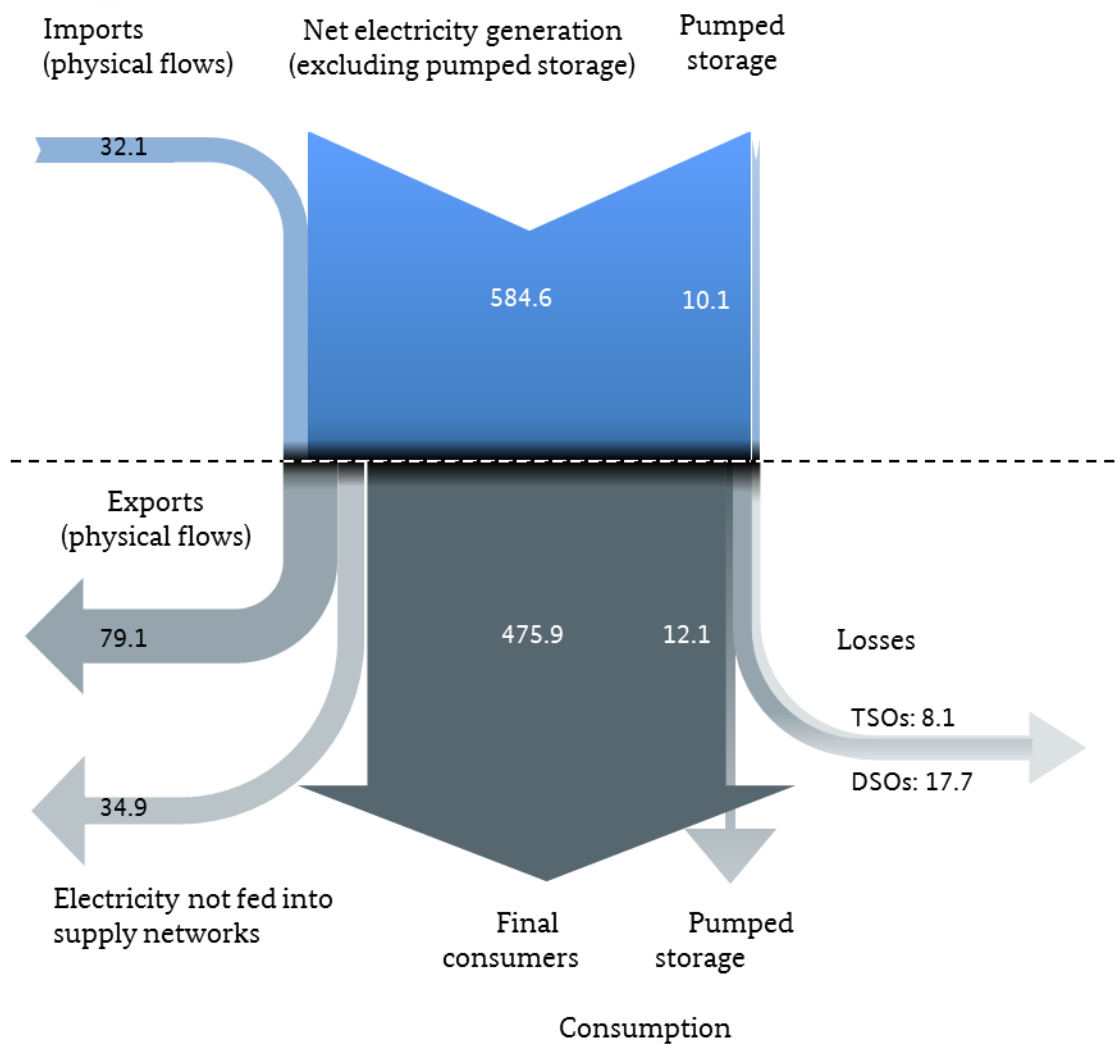 Imports
(physical flows)
Net electricity generation
(excluding pumped storage)
Pumped
storage
32.1
584.6
10.1
Exports
(physical flows)
79.1
475.9
12.1
Losses
TSOs: 8.1
DSOs: 17.7
34.9
Electricity not fed into
supply networks
Final
consumers
Pumped
storage
Consumption